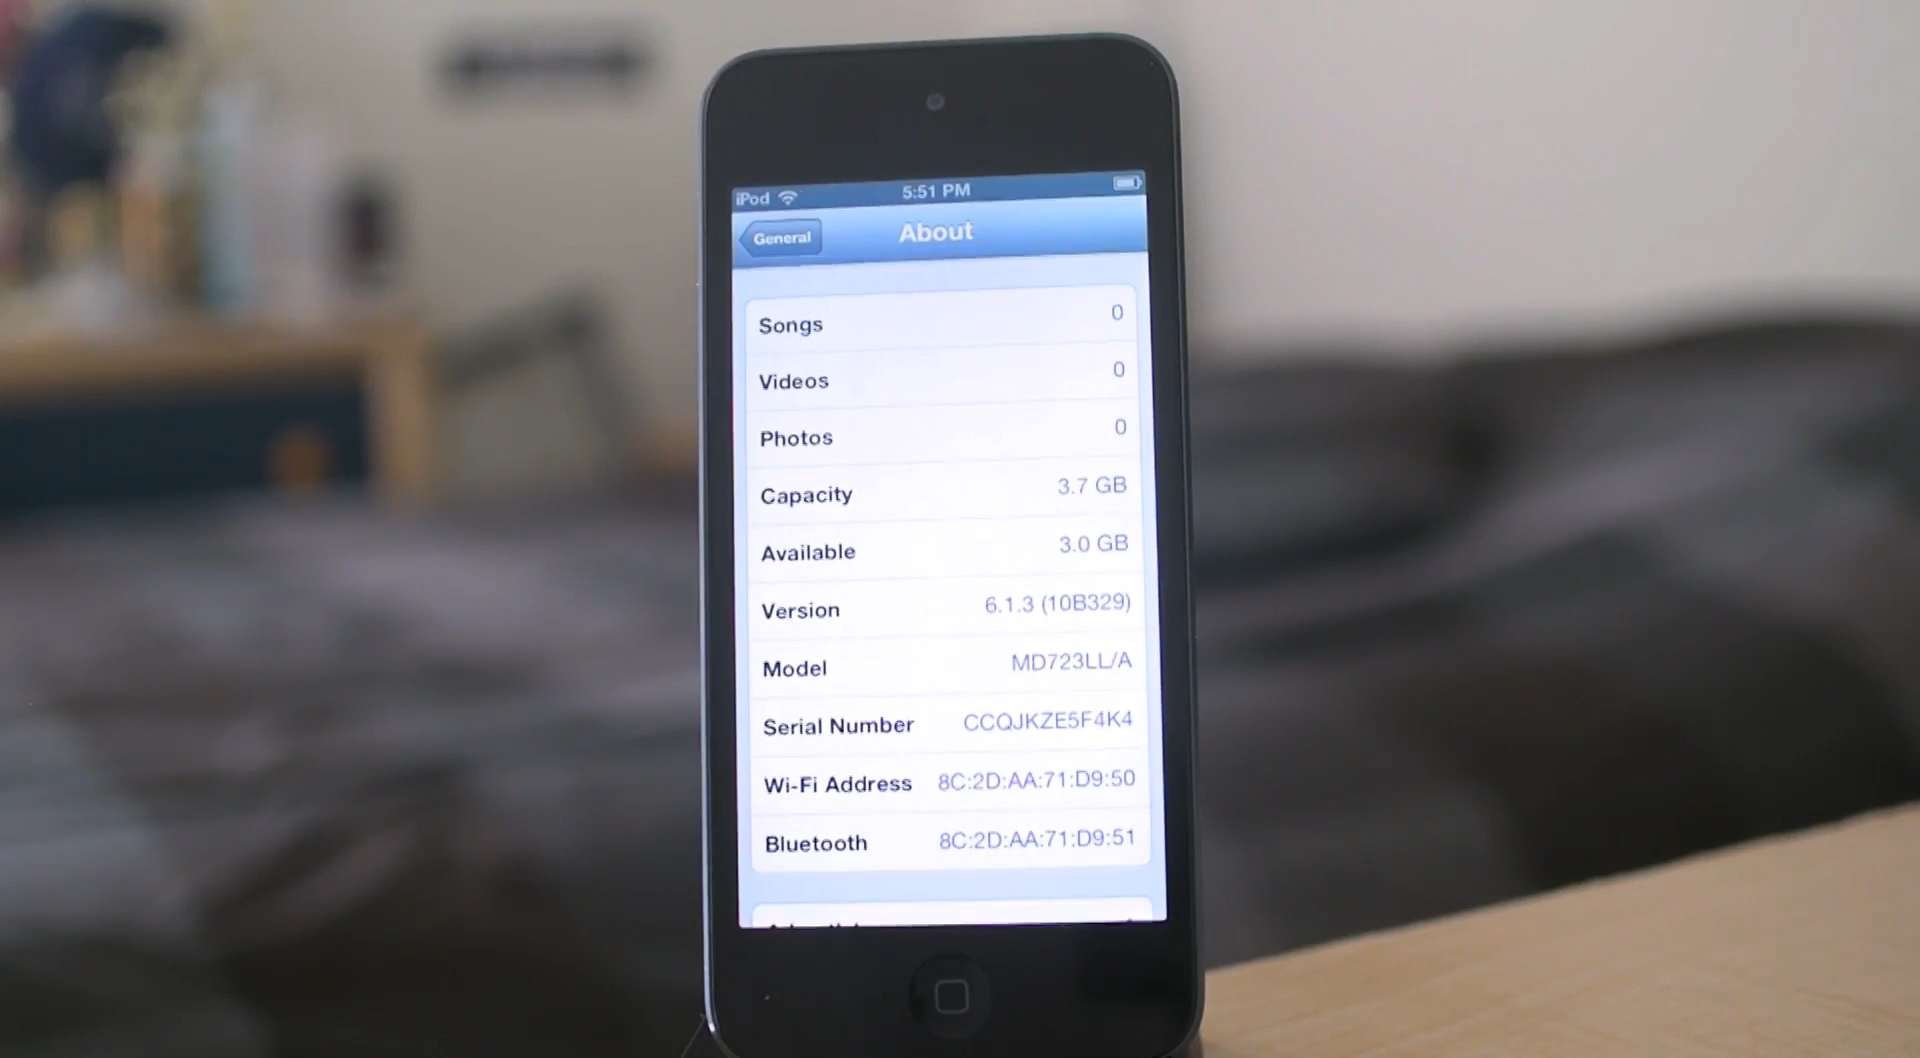 iPod 5:51 PM
General About
Songs 0
Videos 0
Photos 0
Capacity 3.7 GB
Available 3.0 GB
Version 6.1.3 (10B329)
Model MD723LL/A
Serial Number CCQJKZE5F4K4
Wi-Fi Address 8C:2D:AA:71:D9:50
Bluetooth 8C:2D:AA:71:D9:51